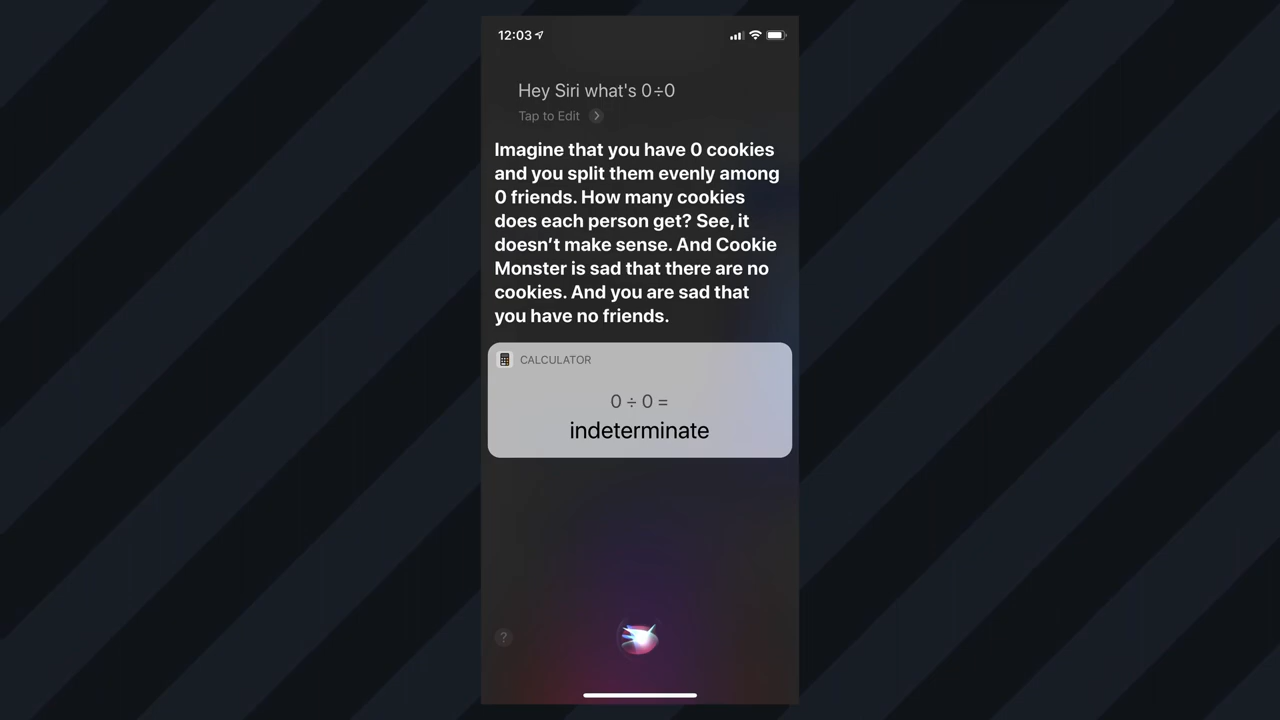 12:03
Hey Siri what's 0÷0
Tap to Edit
Imagine that you have 0 cookies
and you split them evenly among
0 friends. How many cookies
does each person get? See, it
doesn’t make sense. And Cookie
Monster is sad that there are no
cookies. And you are sad that
you have no friends.
CALCULATOR
0 ÷ 0 =
indeterminate
?